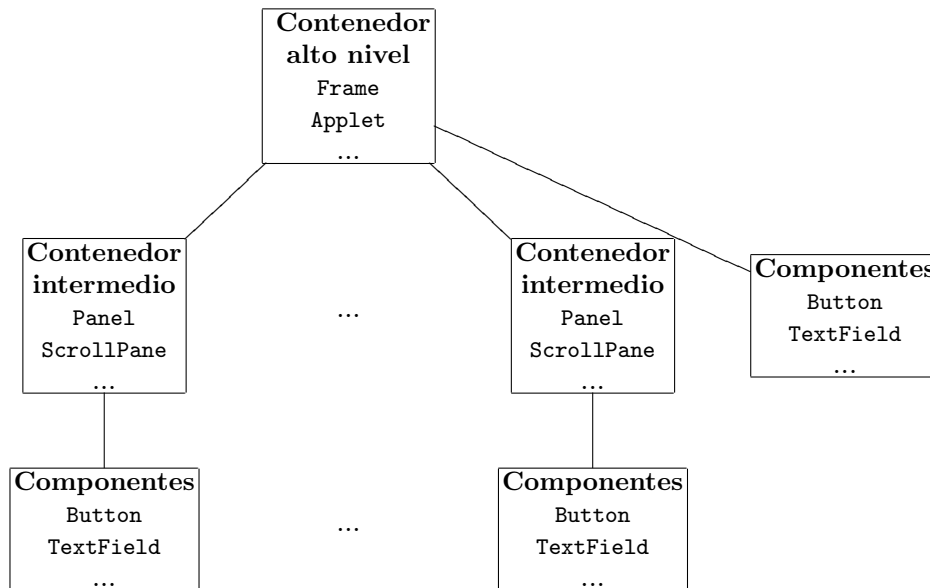 Contenedor
alto nivel
Frame
Applet
...
Contenedor
intermedio
Panel
ScrollPane
...
...
Contenedor
intermedio
Panel
ScrollPane
...
Componentes
Button
TextField
...
Componentes
Button
TextField
...
...
Componentes
Button
TextField
...